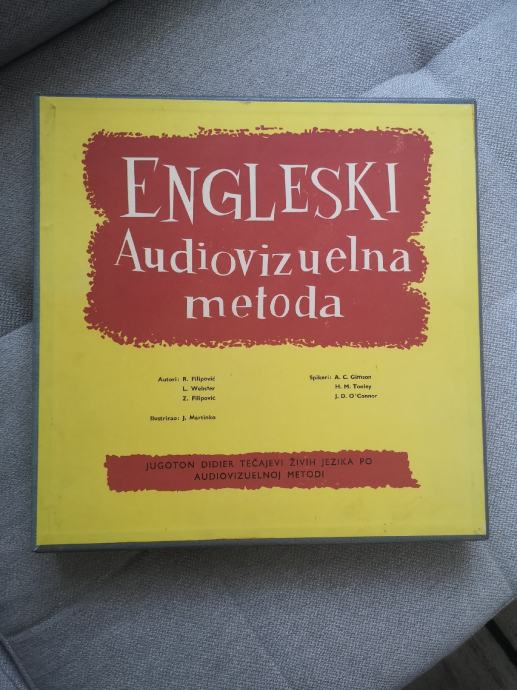 ENGLESKI
Audiovizuelna
metoda
Autori: R. Filipović
L. Webster
Z. Filipović
Ilustrirao: J. Martinko
Spikeri: A. C. Gimson
H. M. Tooley
J. D. O'Connor
JUGOTON DIDIER TEČAJEVI ŽIVIH JEZIKA PO
AUDIOVIZUELNOJ METODI